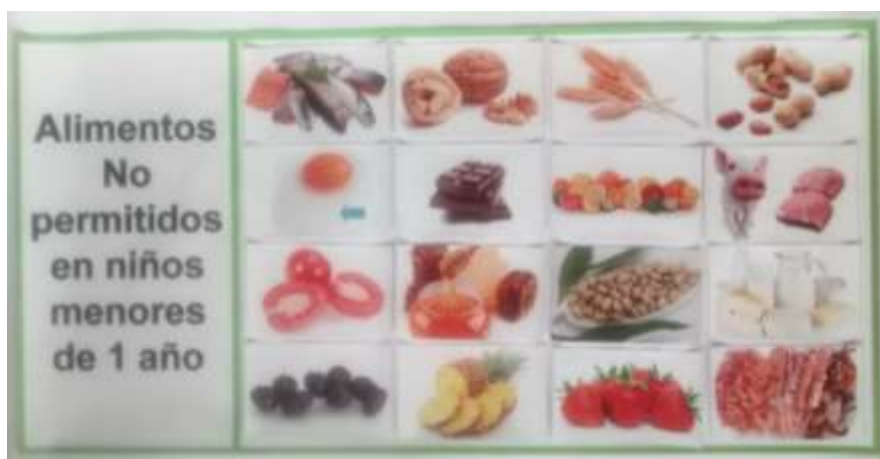 Alimentos
No
permitidos
en niños
menores
de 1 año